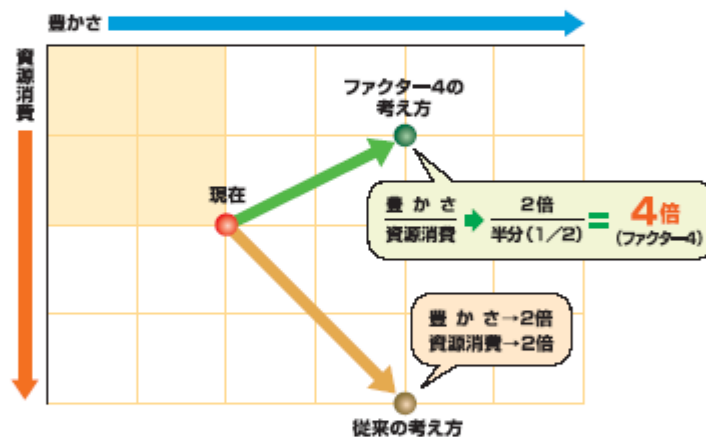 豊かさ
資源消費
ファクター4の
考え方
現在
豊かさ
資源消費
2倍
半分(1/2)
=
4倍
(ファクター4)
豊かさ→2倍
資源消費→2倍
従来の考え方